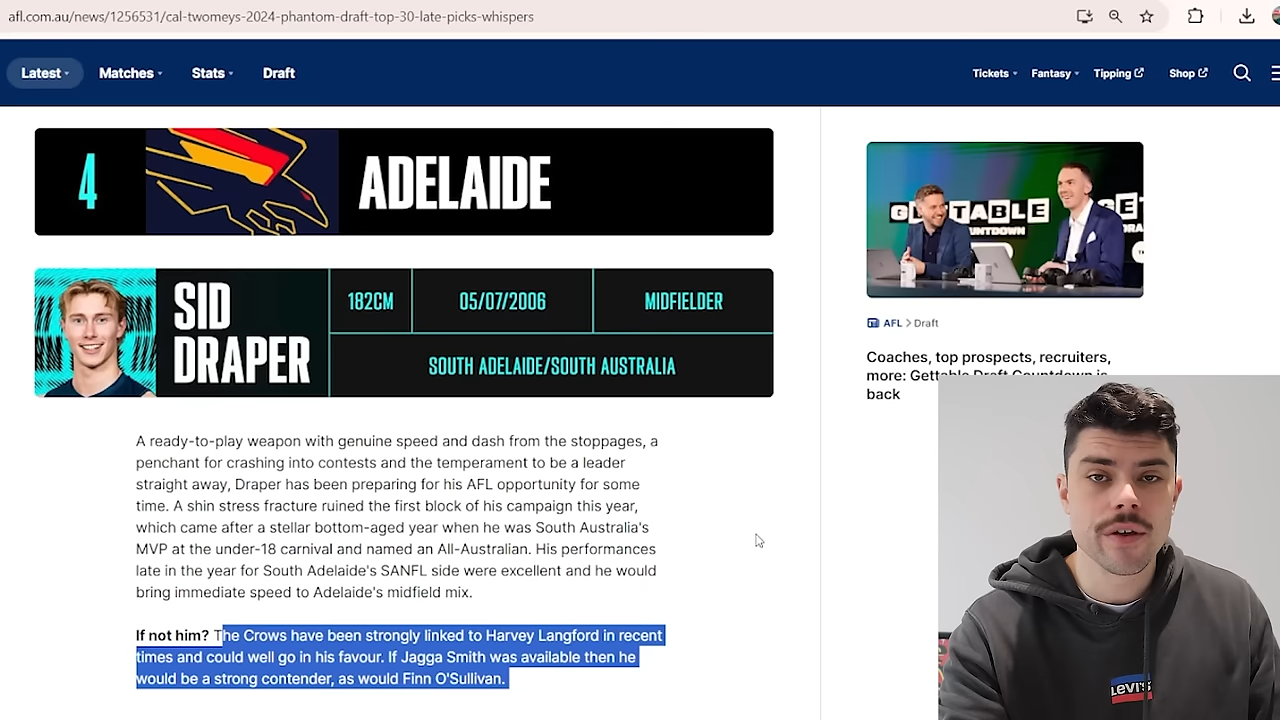 afl.com.au/news/1256531/cal-twomeys-2024-phantom-draft-top-30-late-picks-whispers
Latest Matches Stats Draft Tickets Fantasy Tipping Shop
4 ADELAIDE
SID
DRAPER
182CM 05/07/2006 MIDFIELDER
SOUTH ADELAIDE/SOUTH AUSTRALIA
A ready-to-play weapon with genuine speed and dash from the stoppages, a
penchant for crashing into contests and the temperament to be a leader
straight away, Draper has been preparing for his AFL opportunity for some
time. A shin stress fracture ruined the first block of his campaign this year,
which came after a stellar bottom-aged year when he was South Australia's
MVP at the under-18 carnival and named an All-Australian. His performances
late in the year for South Adelaide's SANFL side were excellent and he would
bring immediate speed to Adelaide's midfield mix.
If not him? The Crows have been strongly linked to Harvey Langford in recent
times and could well go in his favour. If Jagga Smith was available then he
would be a strong contender, as would Finn O'Sullivan.
AFL > Draft
Coaches, top prospects, recruiters,
more: Gettable Draft Countdown is
back
Levi's